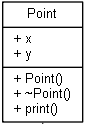 Point
+ x
+ y
+ Point()
+ ~Point()
+ print()